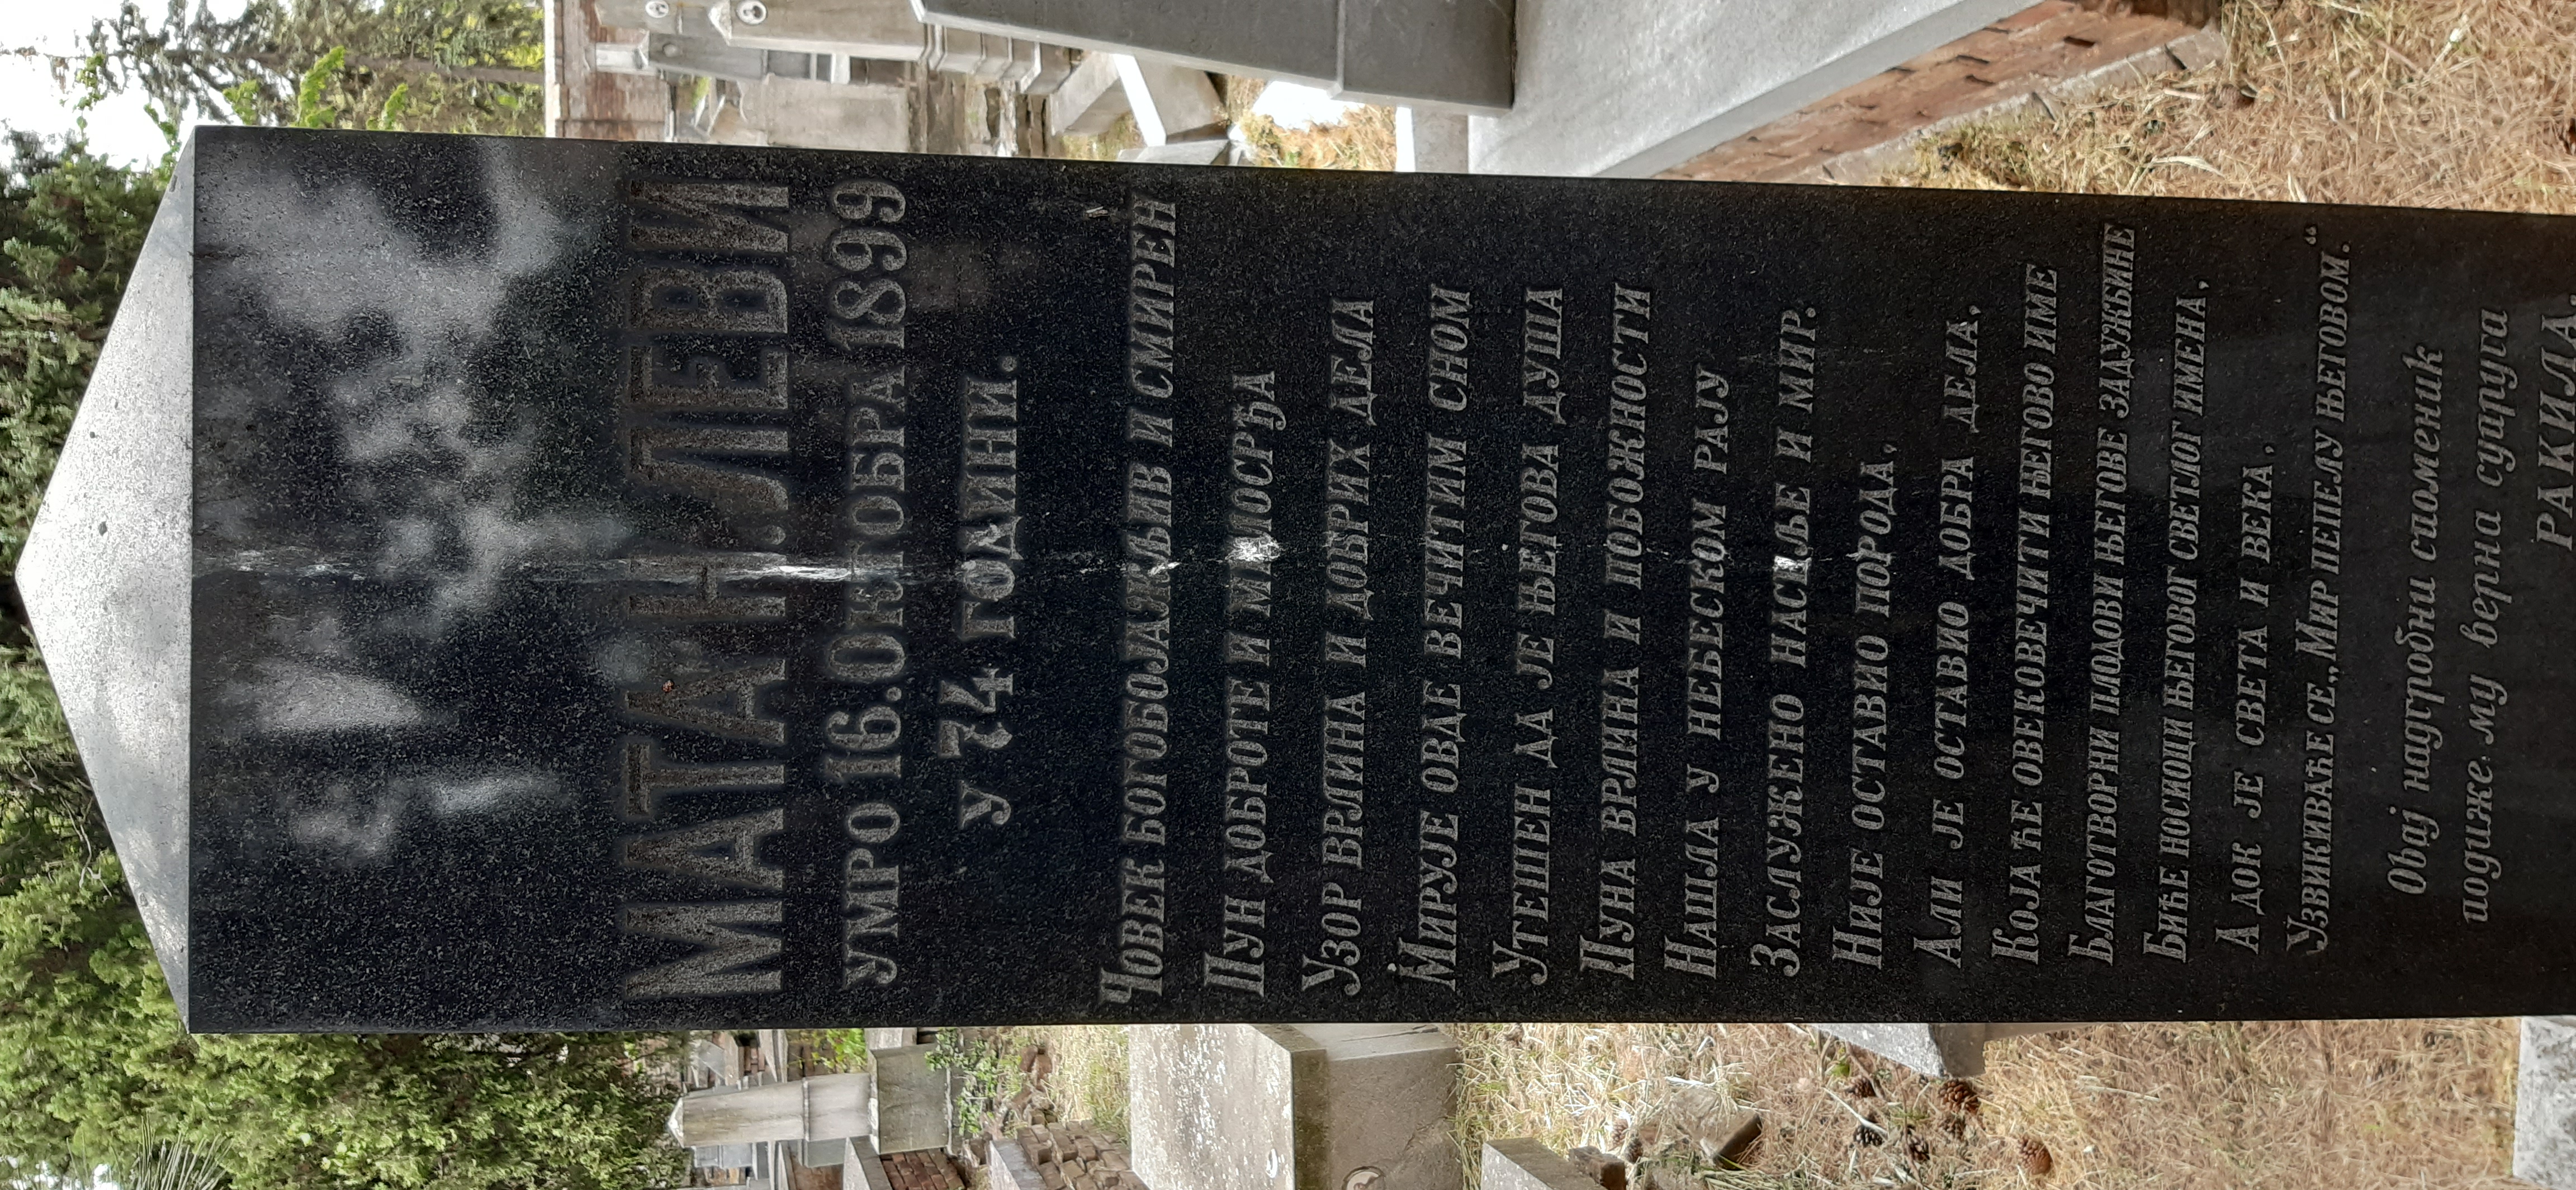 МАТА Н. ЛЕВИ
УМРО 16. ОКТОБРА 1899
У 74 ГОДИНИ.
ЧОВЕК БОГОБОЈАЖЉИВ И СМИРЕН
ПУН ДОБРОТЕ И МИЛОСРЂА
УЗОР ВРЛИНА И ДОБРИХ ДЕЛА
МИРУЈЕ ОВДЕ ВЕЧИТИМ СНОМ
УТЕШЕН ДА ЈЕ ЊЕГОВА ДУША
ПУНА ВРЛИНА И ПОБОЖНОСТИ
НАШЛА У НЕБЕСКОМ РАЈУ
ЗАСЛУЖЕНО НАСЉЕ И МИР.
НИЈЕ ОСТАВИО ПОРОДА,
АЛИ ЈЕ ОСТАВИО ДОБРА ДЕЛА,
КОЈА ЋЕ ОВЕКОВЕЧИТИ ЊЕГОВО ИМЕ
БЛАГОТВОРНИ ПЛОДОВИ ЊЕГОВЕ ЗАДУЖБИНЕ
БИЋЕ НОСИОЦИ ЊЕГОВОГ СВЕТЛОГ ИМЕНА,
А ДОК ЈЕ СВЕТА И ВЕКА,
УЗВИКИВАЋЕ СЕ „МИР ПЕПЕЛУ ЊЕГОВОМ.“
Овај надгробни споменик
подиже му верна супруга
РАКИЛА